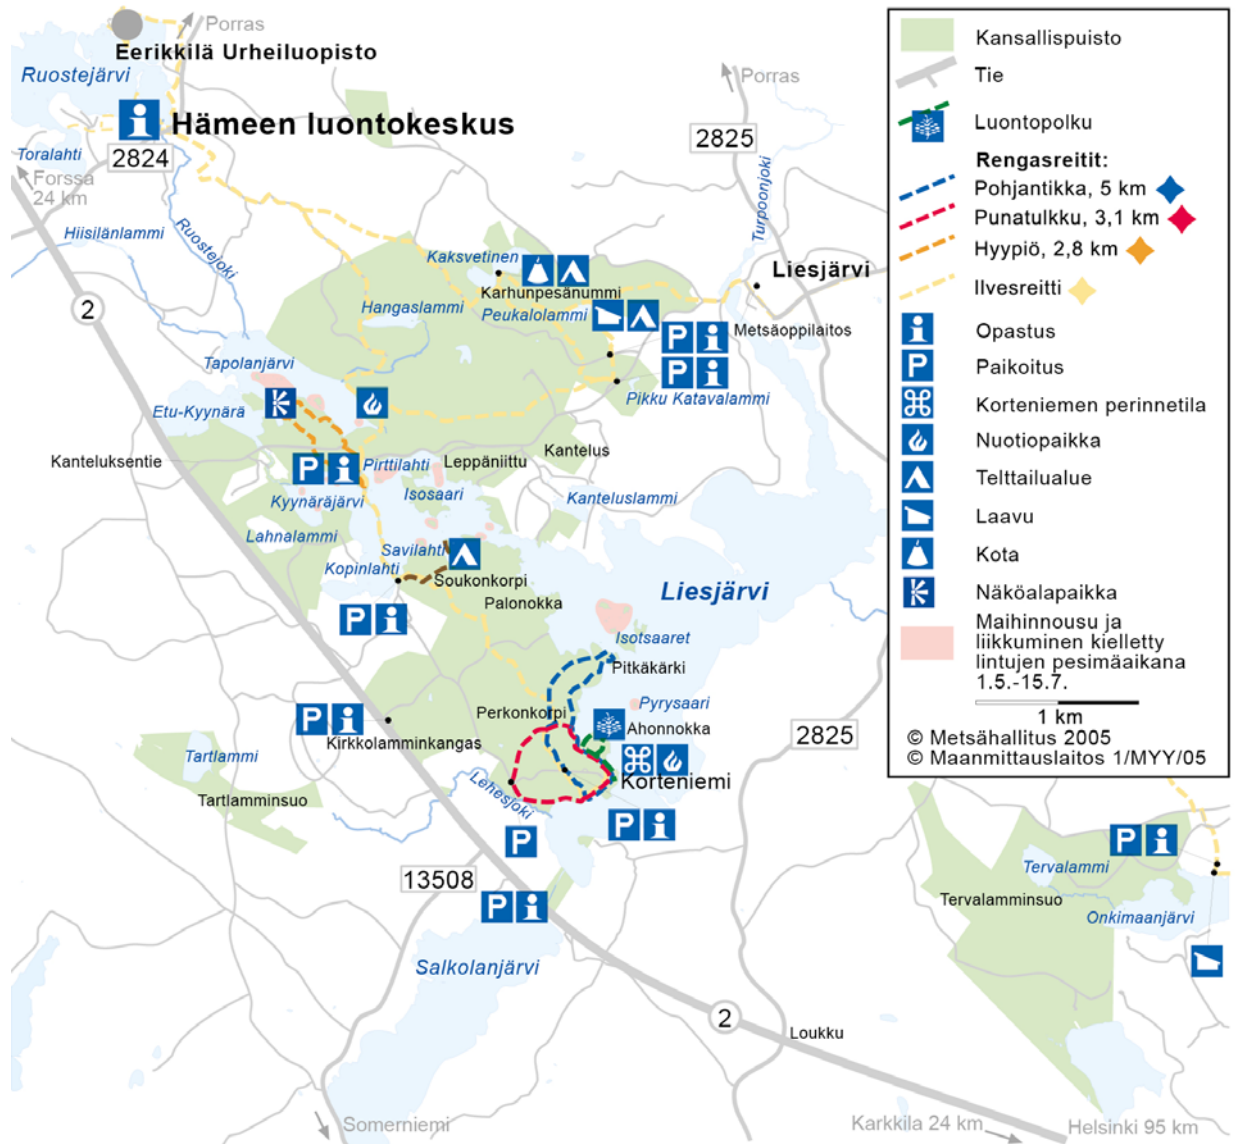 Porras
Eerikkilä Urheiluopisto
Ruostejärvi
Hämeen luontokeskus
2824
Toralahti
Forssa
24 km
Hiisilänlammi
Ruostejoki
2
Porras
2825
Turpoonjoki
Liesjärvi
Kaksvetinen
Karhunpesänummi
Hangaslammi
Peukalolammi
Metsäoppilaitos
P
P
Pikku Katavalammi
Tapolanjärvi
Etu-Kyynärä
Kanteluksentie
P
Pirttilahti
Leppäniittu
Kantelus
Kyynäräjärvi
Isosaari
Kanteluslammi
Lahnalammi
Savilahti
Kopinlahti
Soukonkorpi
Palonokka
Liesjärvi
P
Isotsaaret
Pitkäkärki
Pyrysaari
Perkonkorpi
Ahonnokka
P
Kirkkolamminkangas
2825
Tartlammi
Tartlamminsuo
Lehesjoki
Korteniemi
P
P
13508
P
Salkolanjärvi
2
Loukku
Somerniemi
Karkkila 24 km
Helsinki 95 km
P
Tervalammi
Tervalamminsuo
Onkimaanjärvi
Kansallispuisto
Tie
Luontopolku
Rengasreitit:
Pohjantikka, 5 km
Punatulkku, 3,1 km
Hyypiö, 2,8 km
Ilvesreitti
Opastus
P Paikoitus
Korteniemen perinnetila
Nuotiopaikka
Telttailualue
Laavu
Kota
Näköalapaikka
Maihinnousu ja
liikkuminen kielletty
lintujen pesimäaikana
1.5.-15.7.
1 km
© Metsähallitus 2005
© Maanmittauslaitos 1/MYY/05